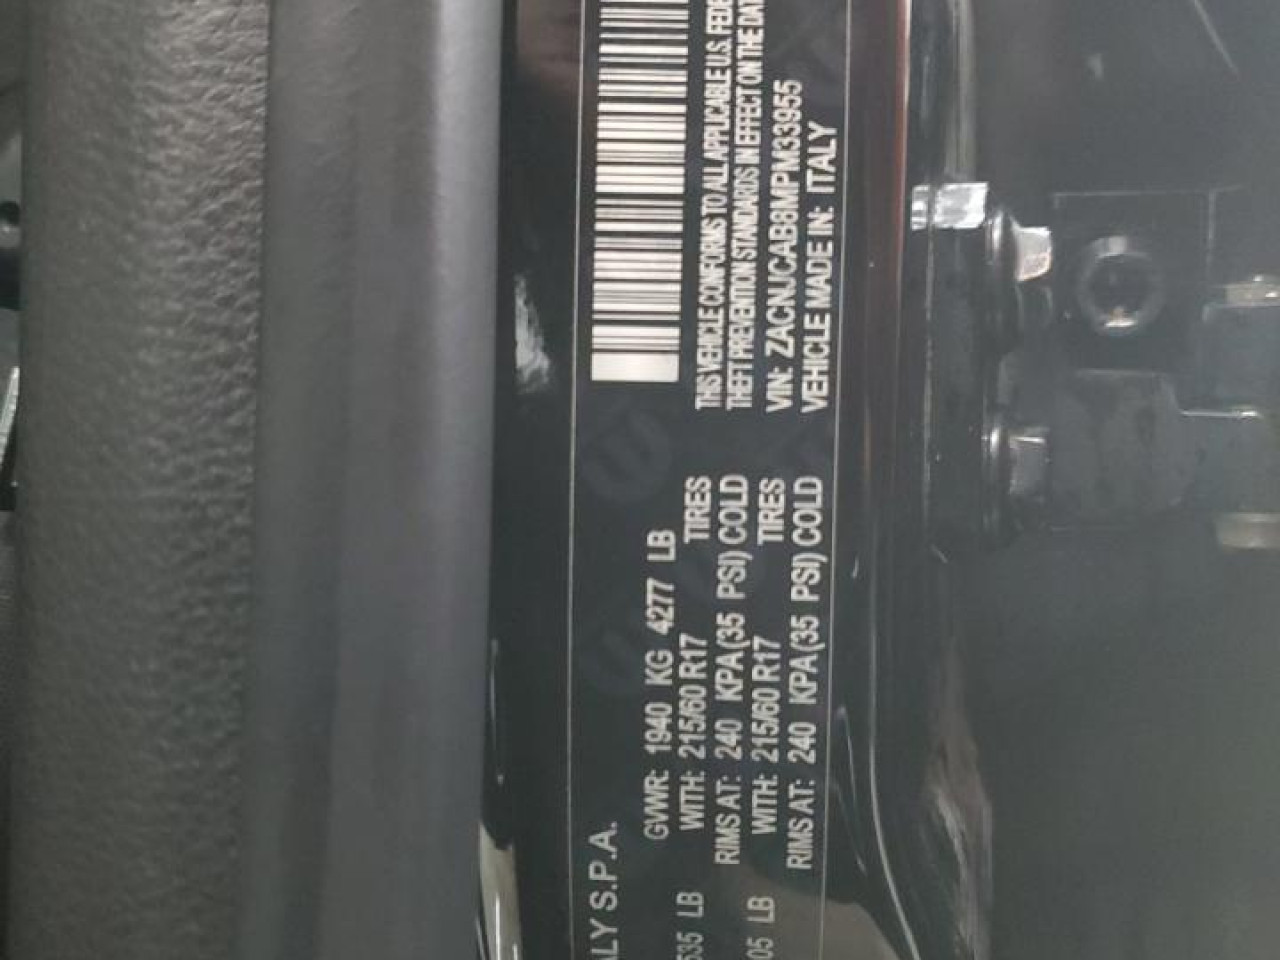 ALY S.P.A.
GVWR: 1940 KG 4277 LB
535 LB WITH: 215/60 R17 TIRES
RIMS AT: 240 KPA (35 PSI) COLD
05 LB WITH: 215/60 R17 TIRES
RIMS AT: 240 KPA (35 PSI) COLD
THIS VEHICLE CONFORMS TO ALL APPLICABLE U.S. FEDE
THEFT PREVENTION STANDARDS IN EFFECT ON THE DAT
VIN: ZACNJCAB8MPM33955
VEHICLE MADE IN: ITALY